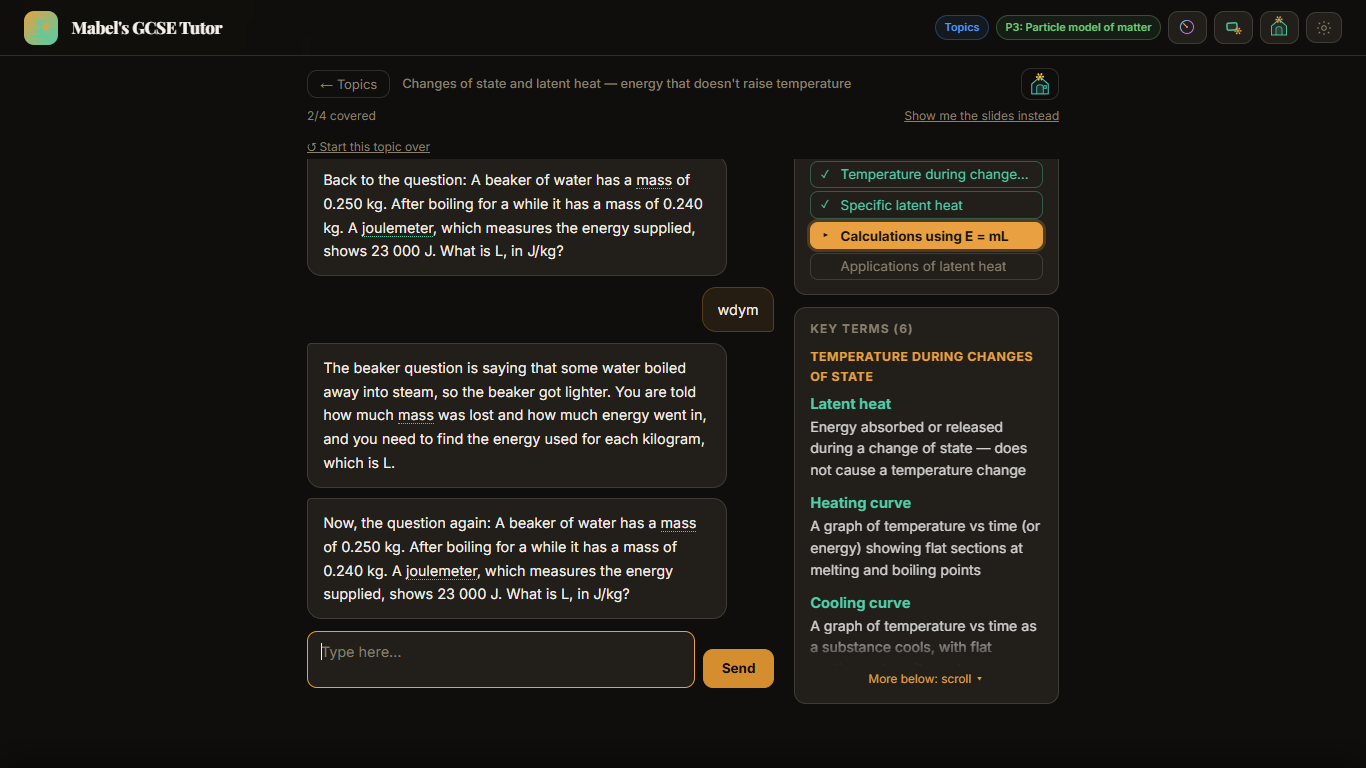 Mabel's GCSE Tutor
Topics
P3: Particle model of matter
← Topics
Changes of state and latent heat — energy that doesn't raise temperature
2/4 covered
Show me the slides instead
↺ Start this topic over
Back to the question: A beaker of water has a mass of
0.250 kg. After boiling for a while it has a mass of 0.240
kg. A joulemeter, which measures the energy supplied,
shows 23 000 J. What is L, in J/kg?
wdym
The beaker question is saying that some water boiled
away into steam, so the beaker got lighter. You are told
how much mass was lost and how much energy went in,
and you need to find the energy used for each kilogram,
which is L.
Now, the question again: A beaker of water has a mass
of 0.250 kg. After boiling for a while it has a mass of
0.240 kg. A joulemeter, which measures the energy
supplied, shows 23 000 J. What is L, in J/kg?
Type here...
Send
✓ Temperature during change...
✓ Specific latent heat
‣ Calculations using E = mL
Applications of latent heat
KEY TERMS (6)
TEMPERATURE DURING CHANGES
OF STATE
Latent heat
Energy absorbed or released
during a change of state — does
not cause a temperature change
Heating curve
A graph of temperature vs time (or
energy) showing flat sections at
melting and boiling points
Cooling curve
A graph of temperature vs time as
a substance cools, with flat
More below: scroll ▾